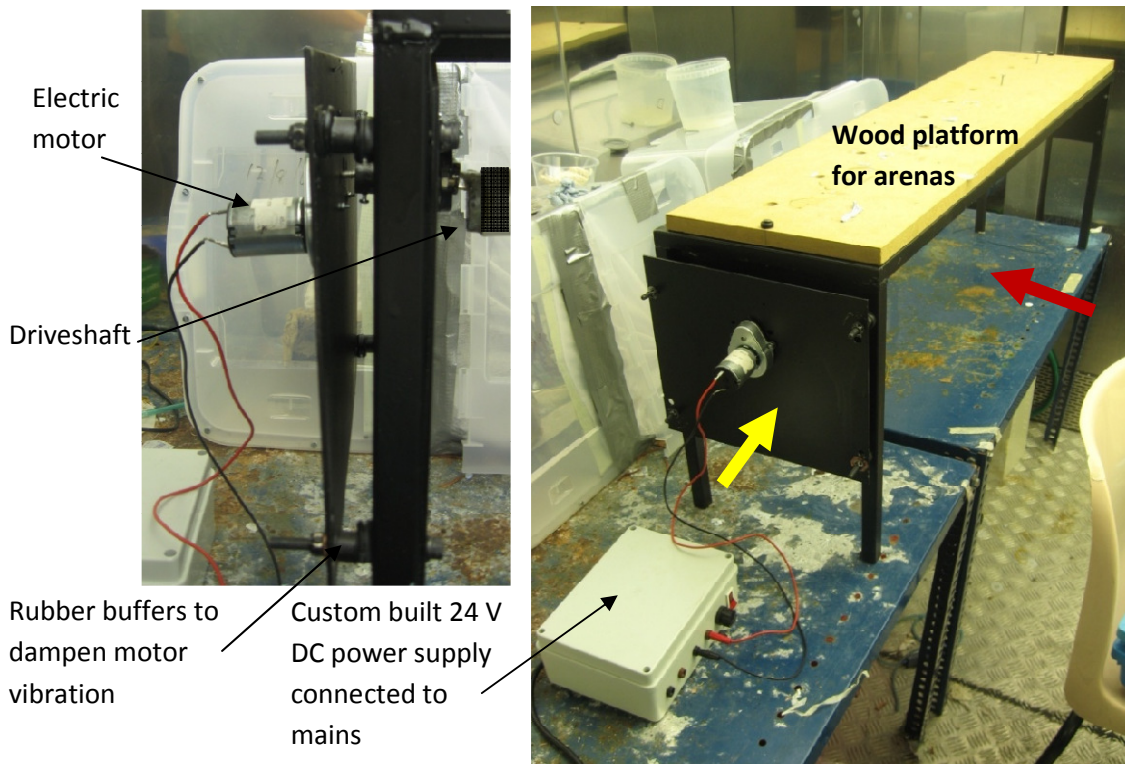 Electric
motor
Driveshaft
Rubber buffers to
dampen motor
vibration
Custom built 24 V
DC power supply
connected to
mains
Wood platform
for arenas